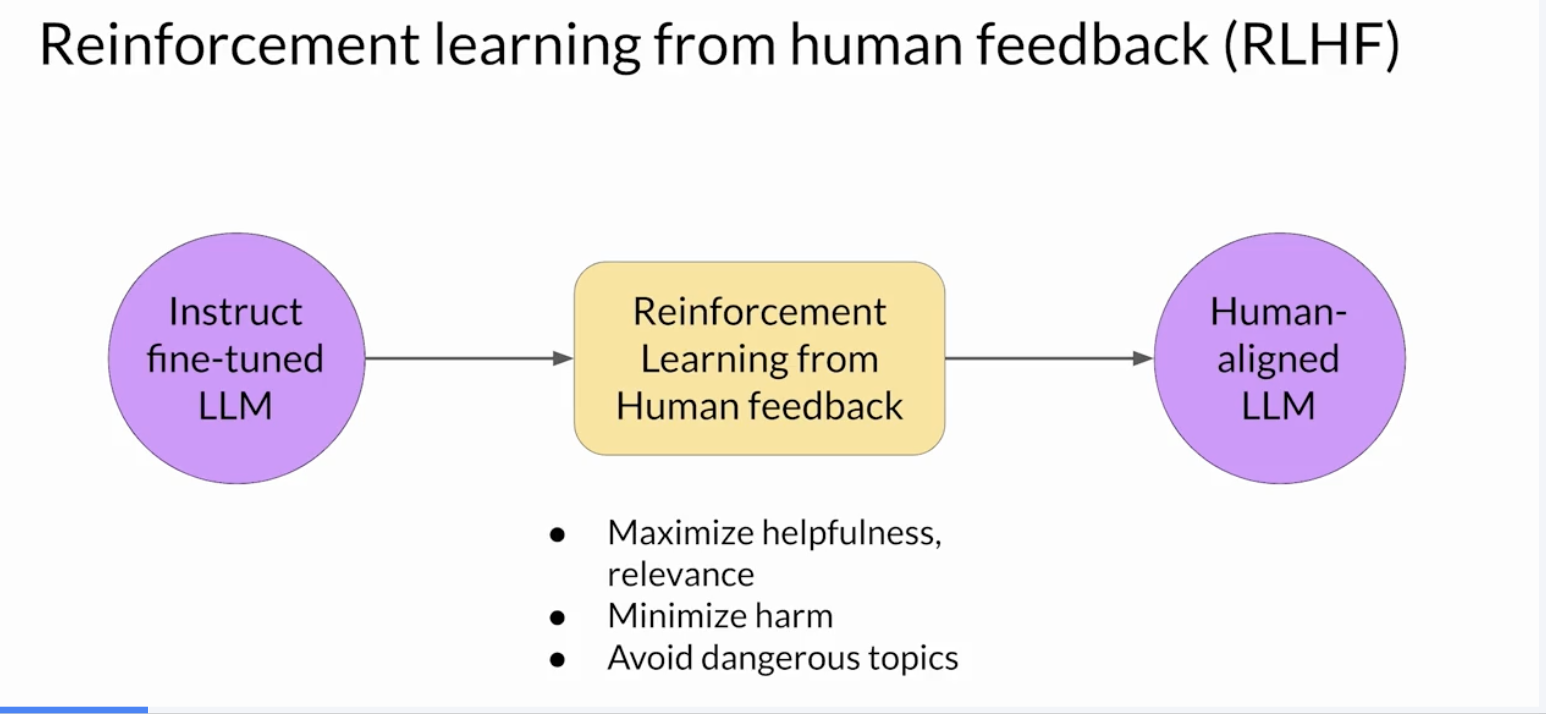 Reinforcement learning from human feedback (RLHF)
Instruct
fine-tuned
LLM
Reinforcement
Learning from
Human feedback
Human-
aligned
LLM
● Maximize helpfulness,
relevance
● Minimize harm
● Avoid dangerous topics